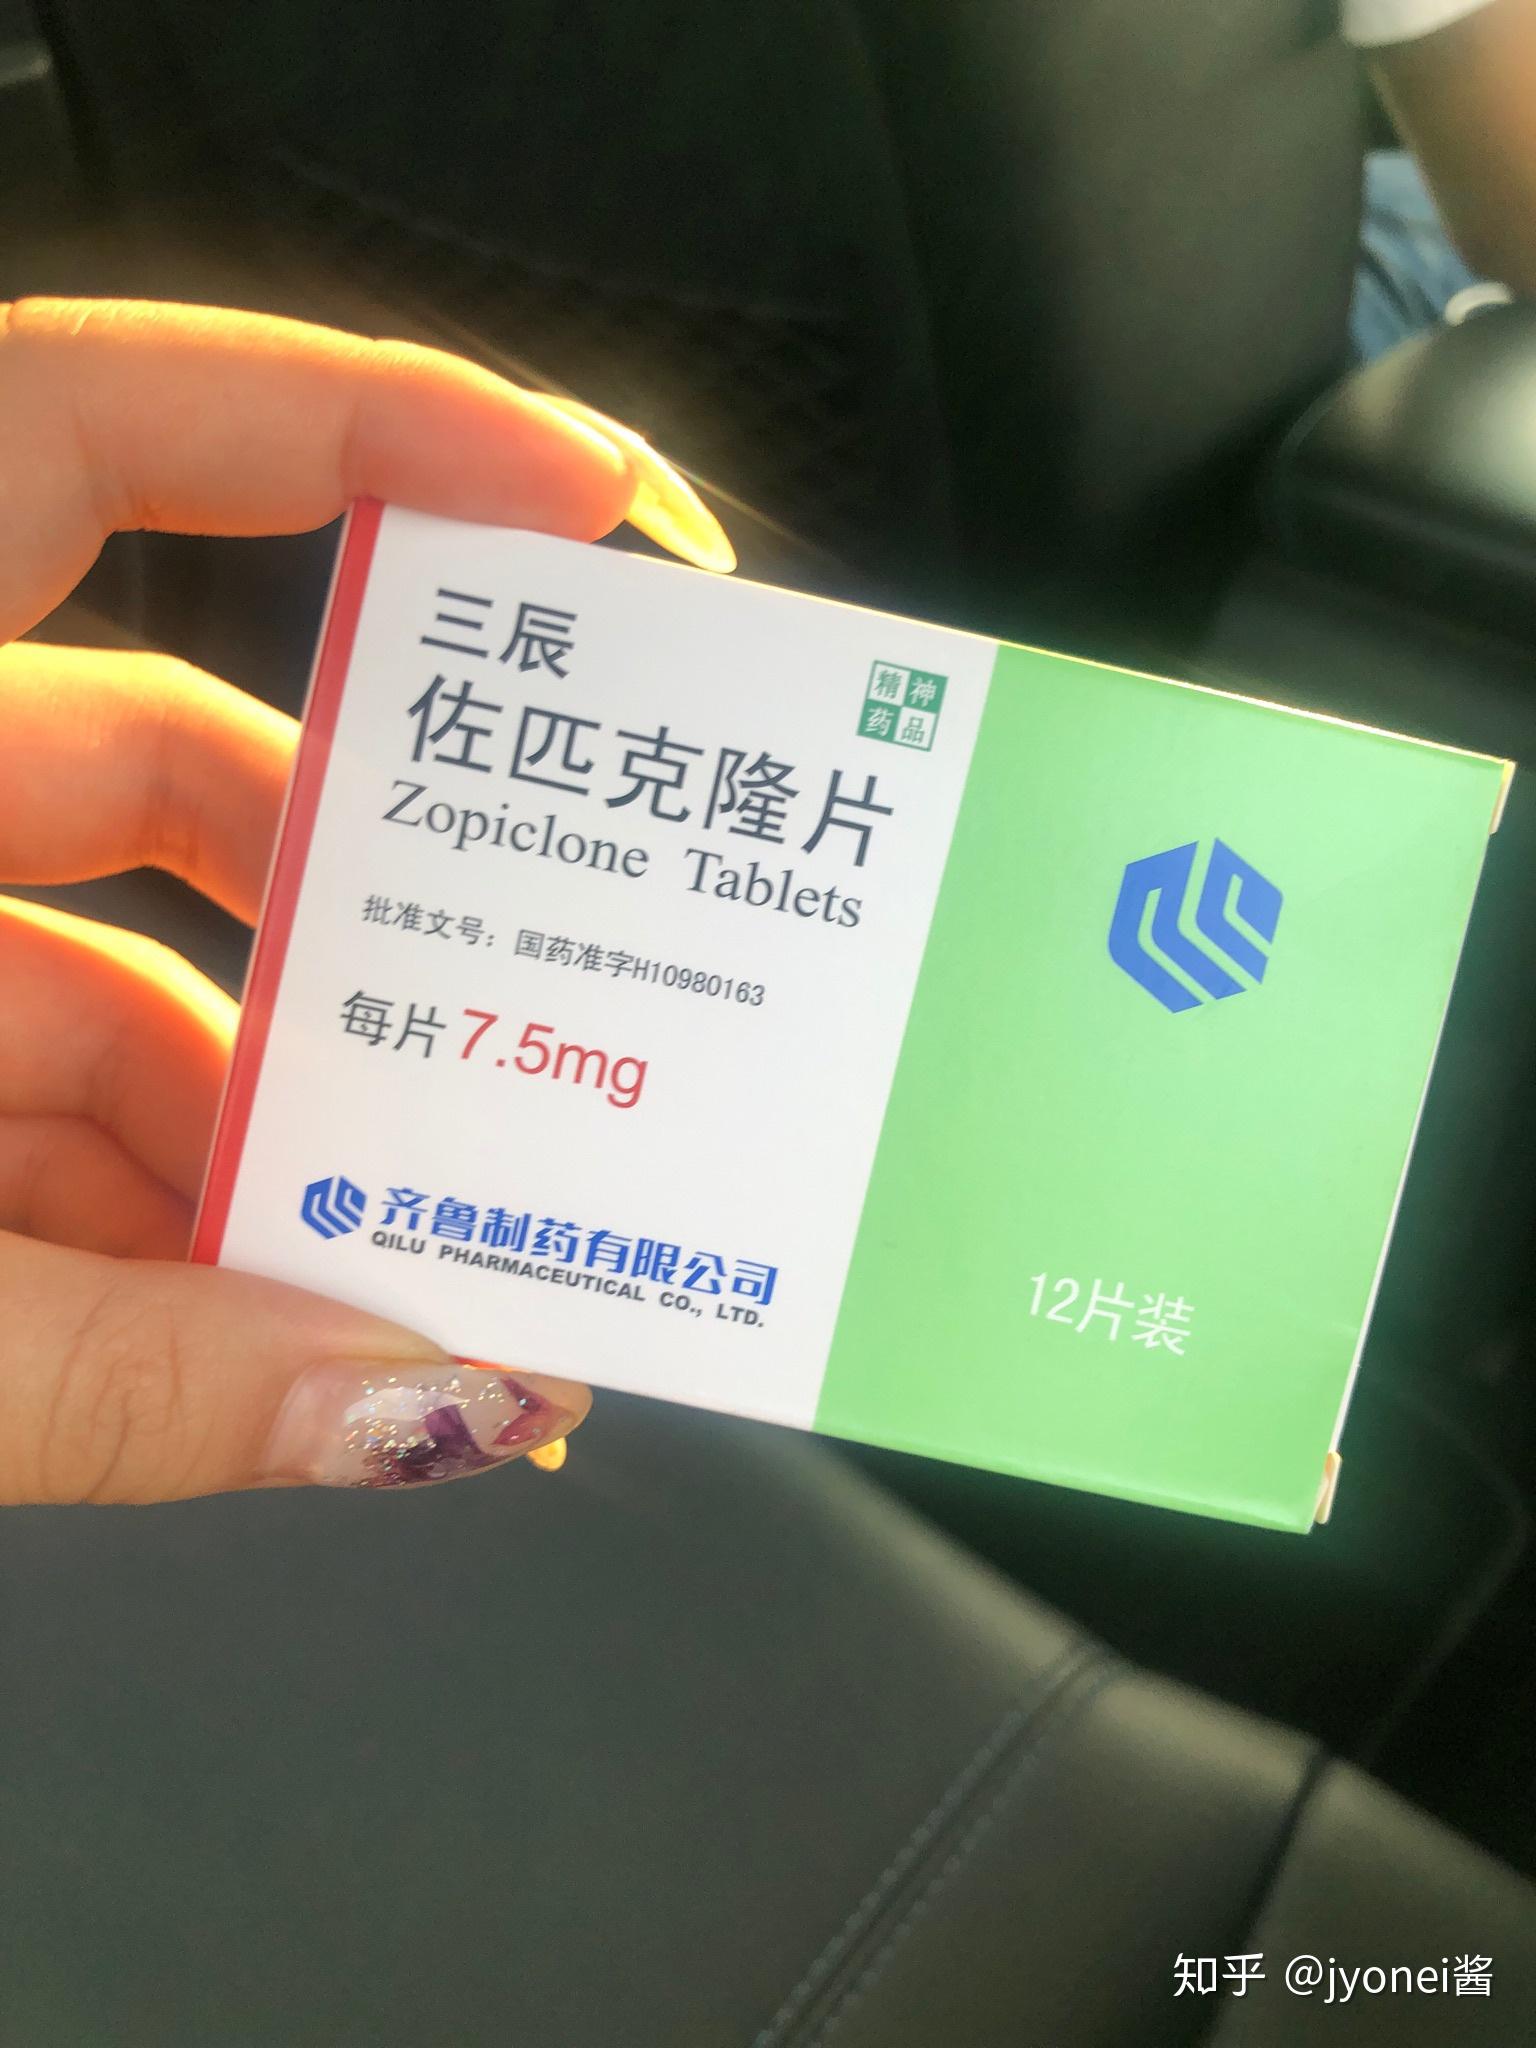 三辰
精神
药品
佐匹克隆片
Zopiclone Tablets
批准文号：国药准字H10980163
每片7.5mg
齐鲁制药有限公司
QILU PHARMACEUTICAL CO., LTD.
12片装
知乎 @jyonei酱